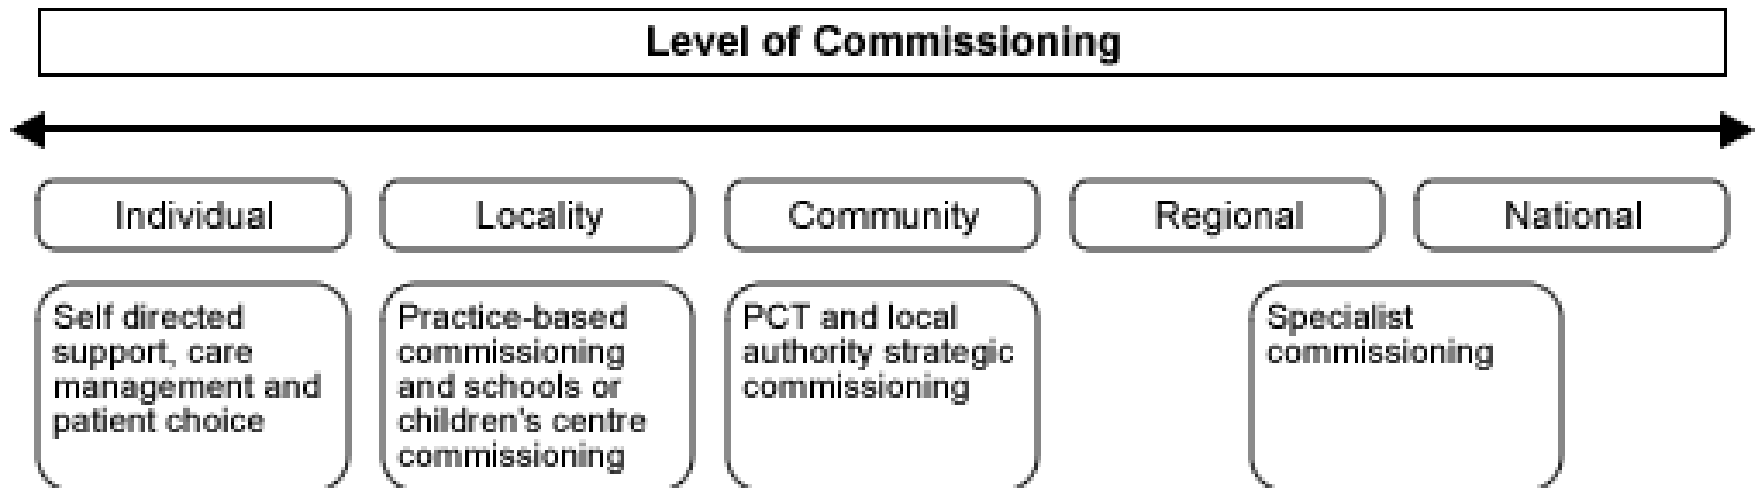 Level of Commissioning
Individual
Locality
Community
Regional
National
Self directed
support, care
management and
patient choice
Practice-based
commissioning
and schools or
children's centre
commissioning
PCT and local
authority strategic
commissioning
Specialist
commissioning